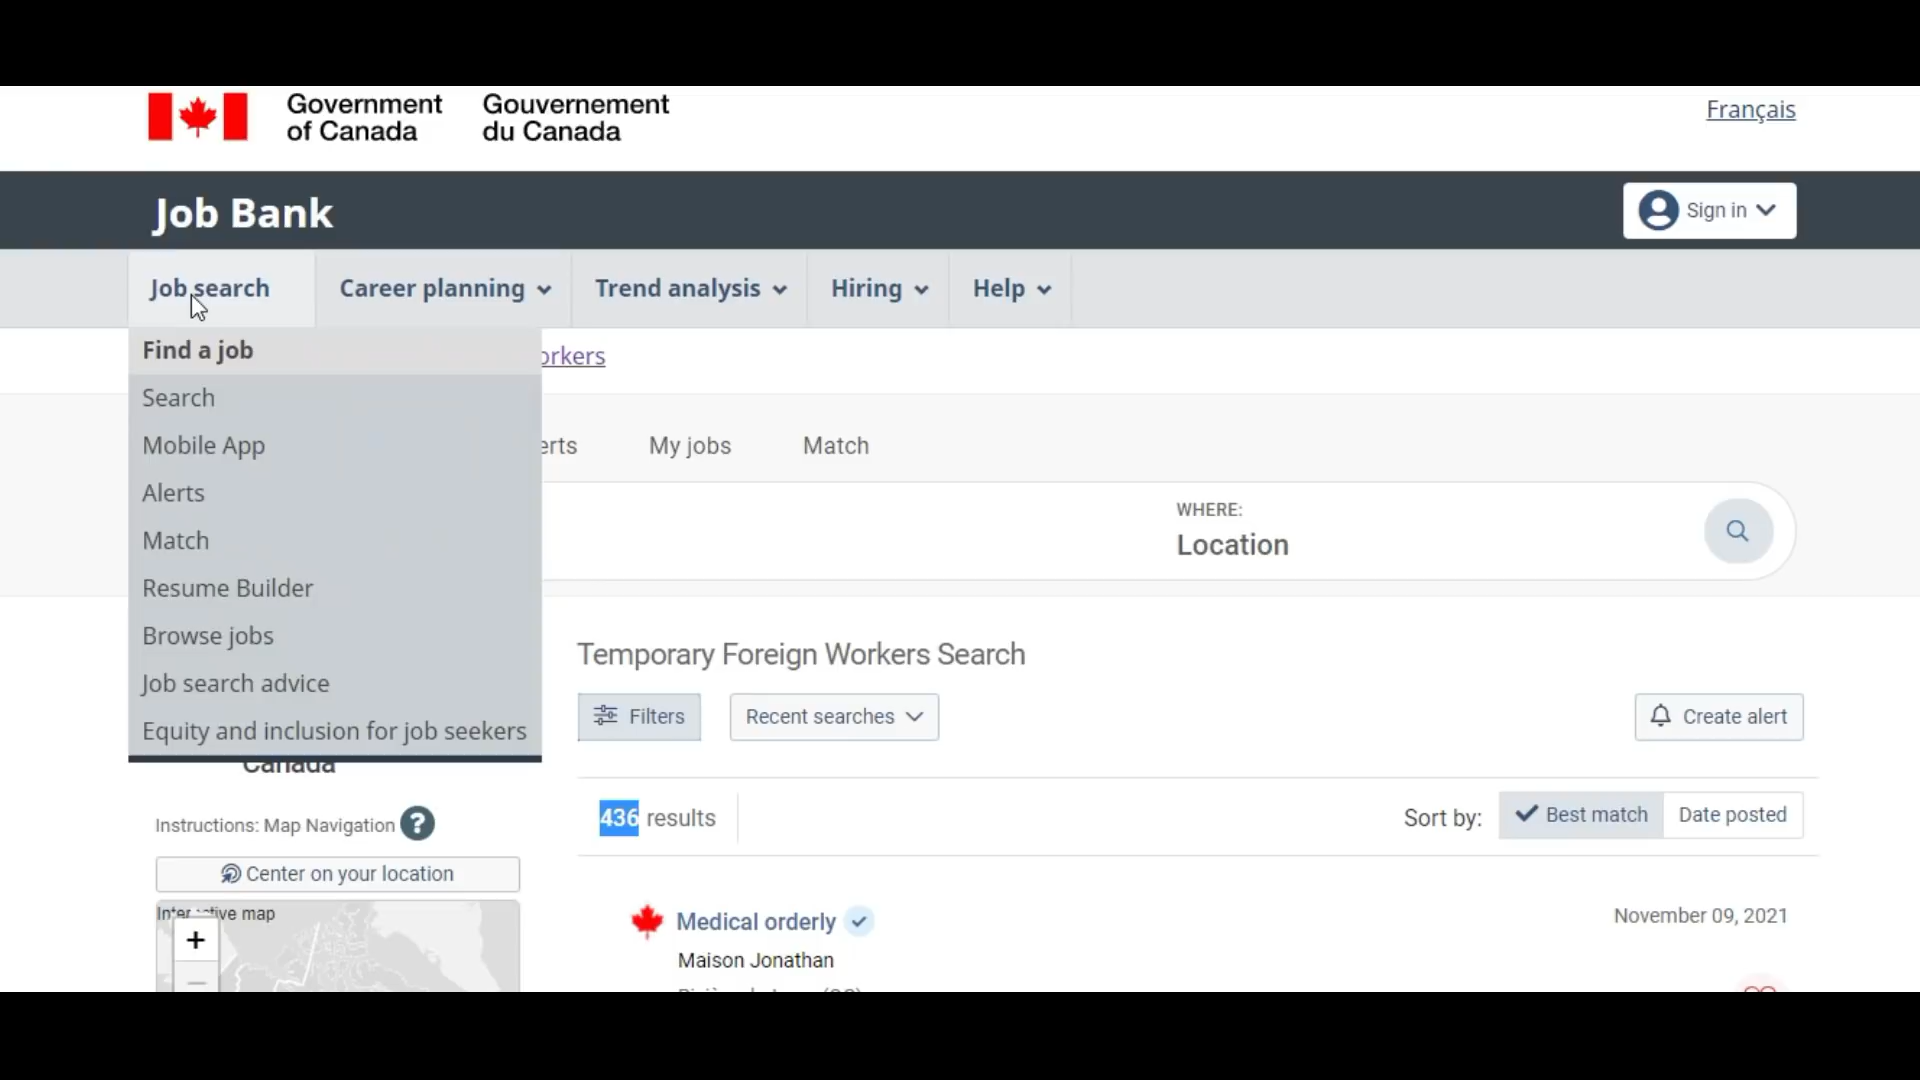 Government of Canada
Gouvernement du Canada
Français
Job Bank
Sign in
Job search
Career planning
Trend analysis
Hiring
Help
Find a job
Search
Mobile App
Alerts
Match
Resume Builder
Browse jobs
Job search advice
Equity and inclusion for job seekers
orkers
erts
My jobs
Match
WHERE:
Location
Temporary Foreign Workers Search
Filters
Recent searches
Create alert
436 results
Sort by:
Best match
Date posted
Canada
Instructions: Map Navigation ?
Center on your location
Interactive map
+
Medical orderly
November 09, 2021
Maison Jonathan